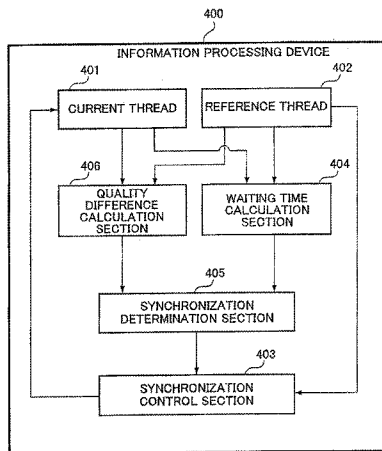 400
INFORMATION PROCESSING DEVICE
401
402
CURRENT THREAD
REFERENCE THREAD
406
404
QUALITY
DIFFERENCE
CALCULATION
SECTION
WAITING TIME
CALCULATION
SECTION
405
SYNCHRONIZATION
DETERMINATION SECTION
403
SYNCHRONIZATION
CONTROL SECTION